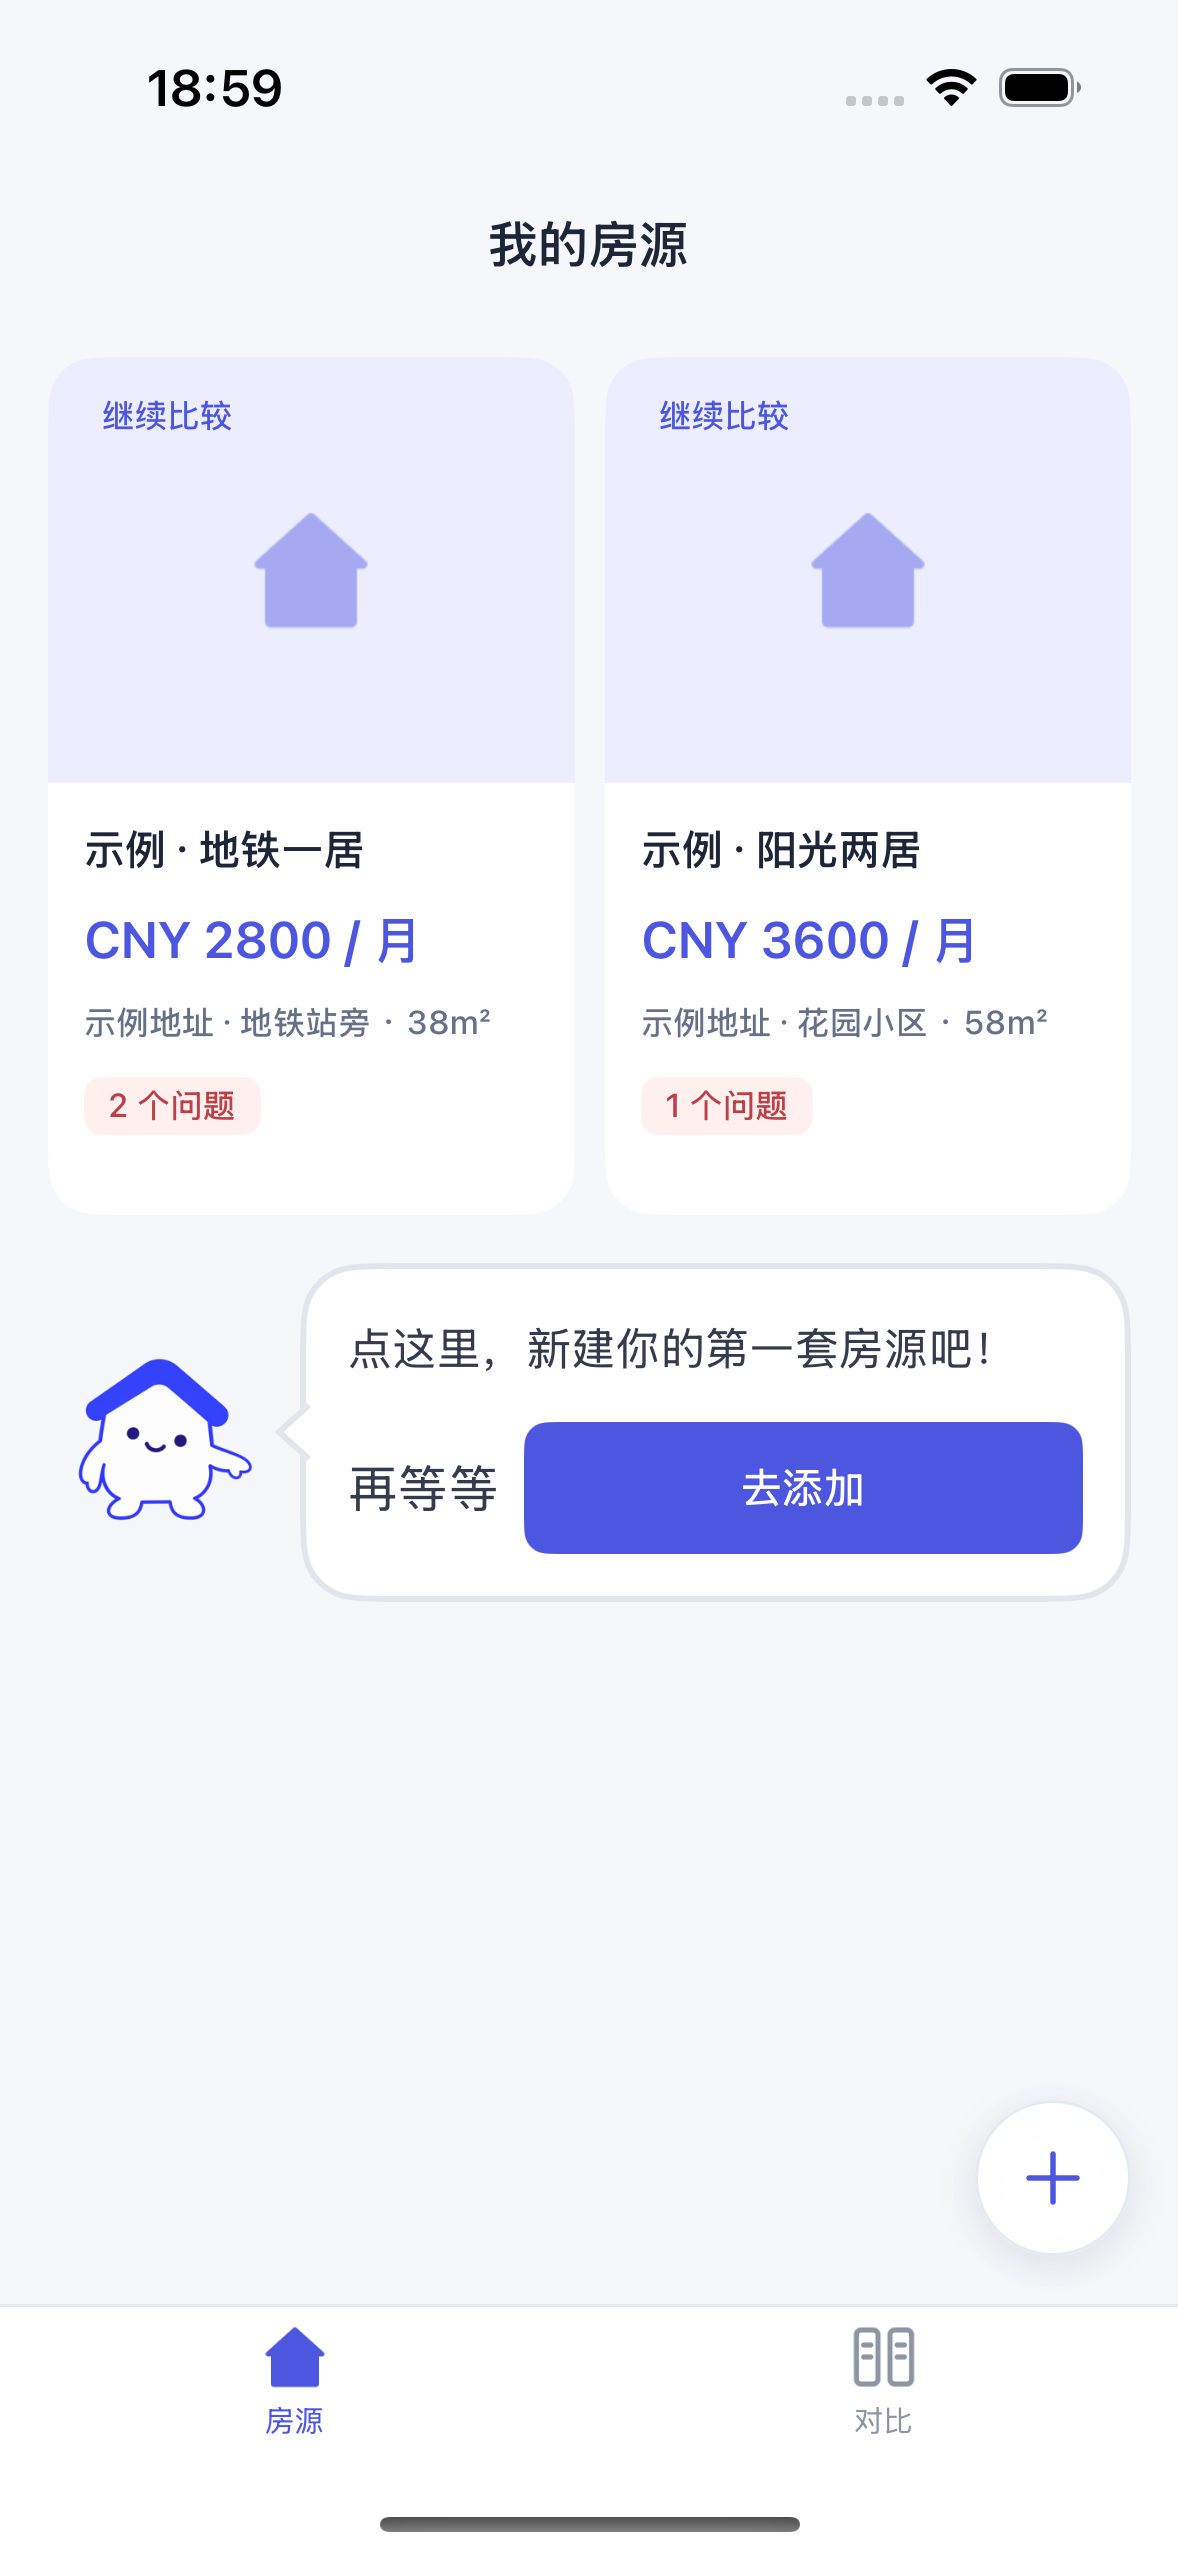 18:59
我的房源
继续比较
继续比较
示例 · 地铁一居
CNY 2800 / 月
示例地址 · 地铁站旁 · 38m²
2 个问题
示例 · 阳光两居
CNY 3600 / 月
示例地址 · 花园小区 · 58m²
1 个问题
点这里，新建你的第一套房源吧！
再等等
去添加
房源
对比